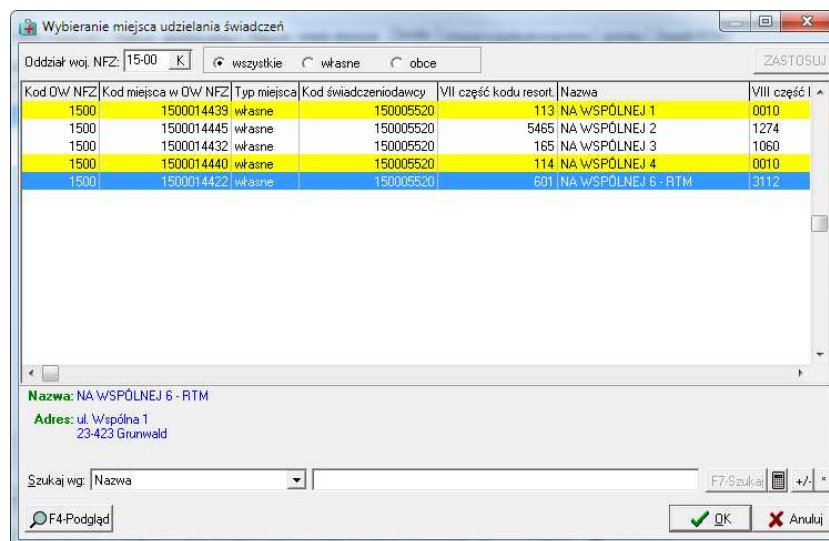 Wybieranie miejsca udzielania świadczeń
Oddział woj. NFZ: 15-00 K wszystkie własne obce ZASTOSUJ
Kod OW NFZ Kod miejsca w OW NFZ Typ miejsca Kod świadczeniodawcy VII część kodu resort. Nazwa VIII część
1500 1500014439 własne 150005520 113 NA WSPÓLNEJ 1 0010
1500 1500014445 własne 150005520 5465 NA WSPÓLNEJ 2 1274
1500 1500014432 własne 150005520 165 NA WSPÓLNEJ 3 1060
1500 1500014440 własne 150005520 114 NA WSPÓLNEJ 4 0010
1500 1500014422 własne 150005520 601 NA WSPÓLNEJ 6 - RTM 3112
Nazwa: NA WSPÓLNEJ 6 - RTM
Adres: ul. Wspólna 1
23-423 Grunwald
Szukaj wg: Nazwa F7-Szukaj +/- *
F4-Podgląd OK Anuluj